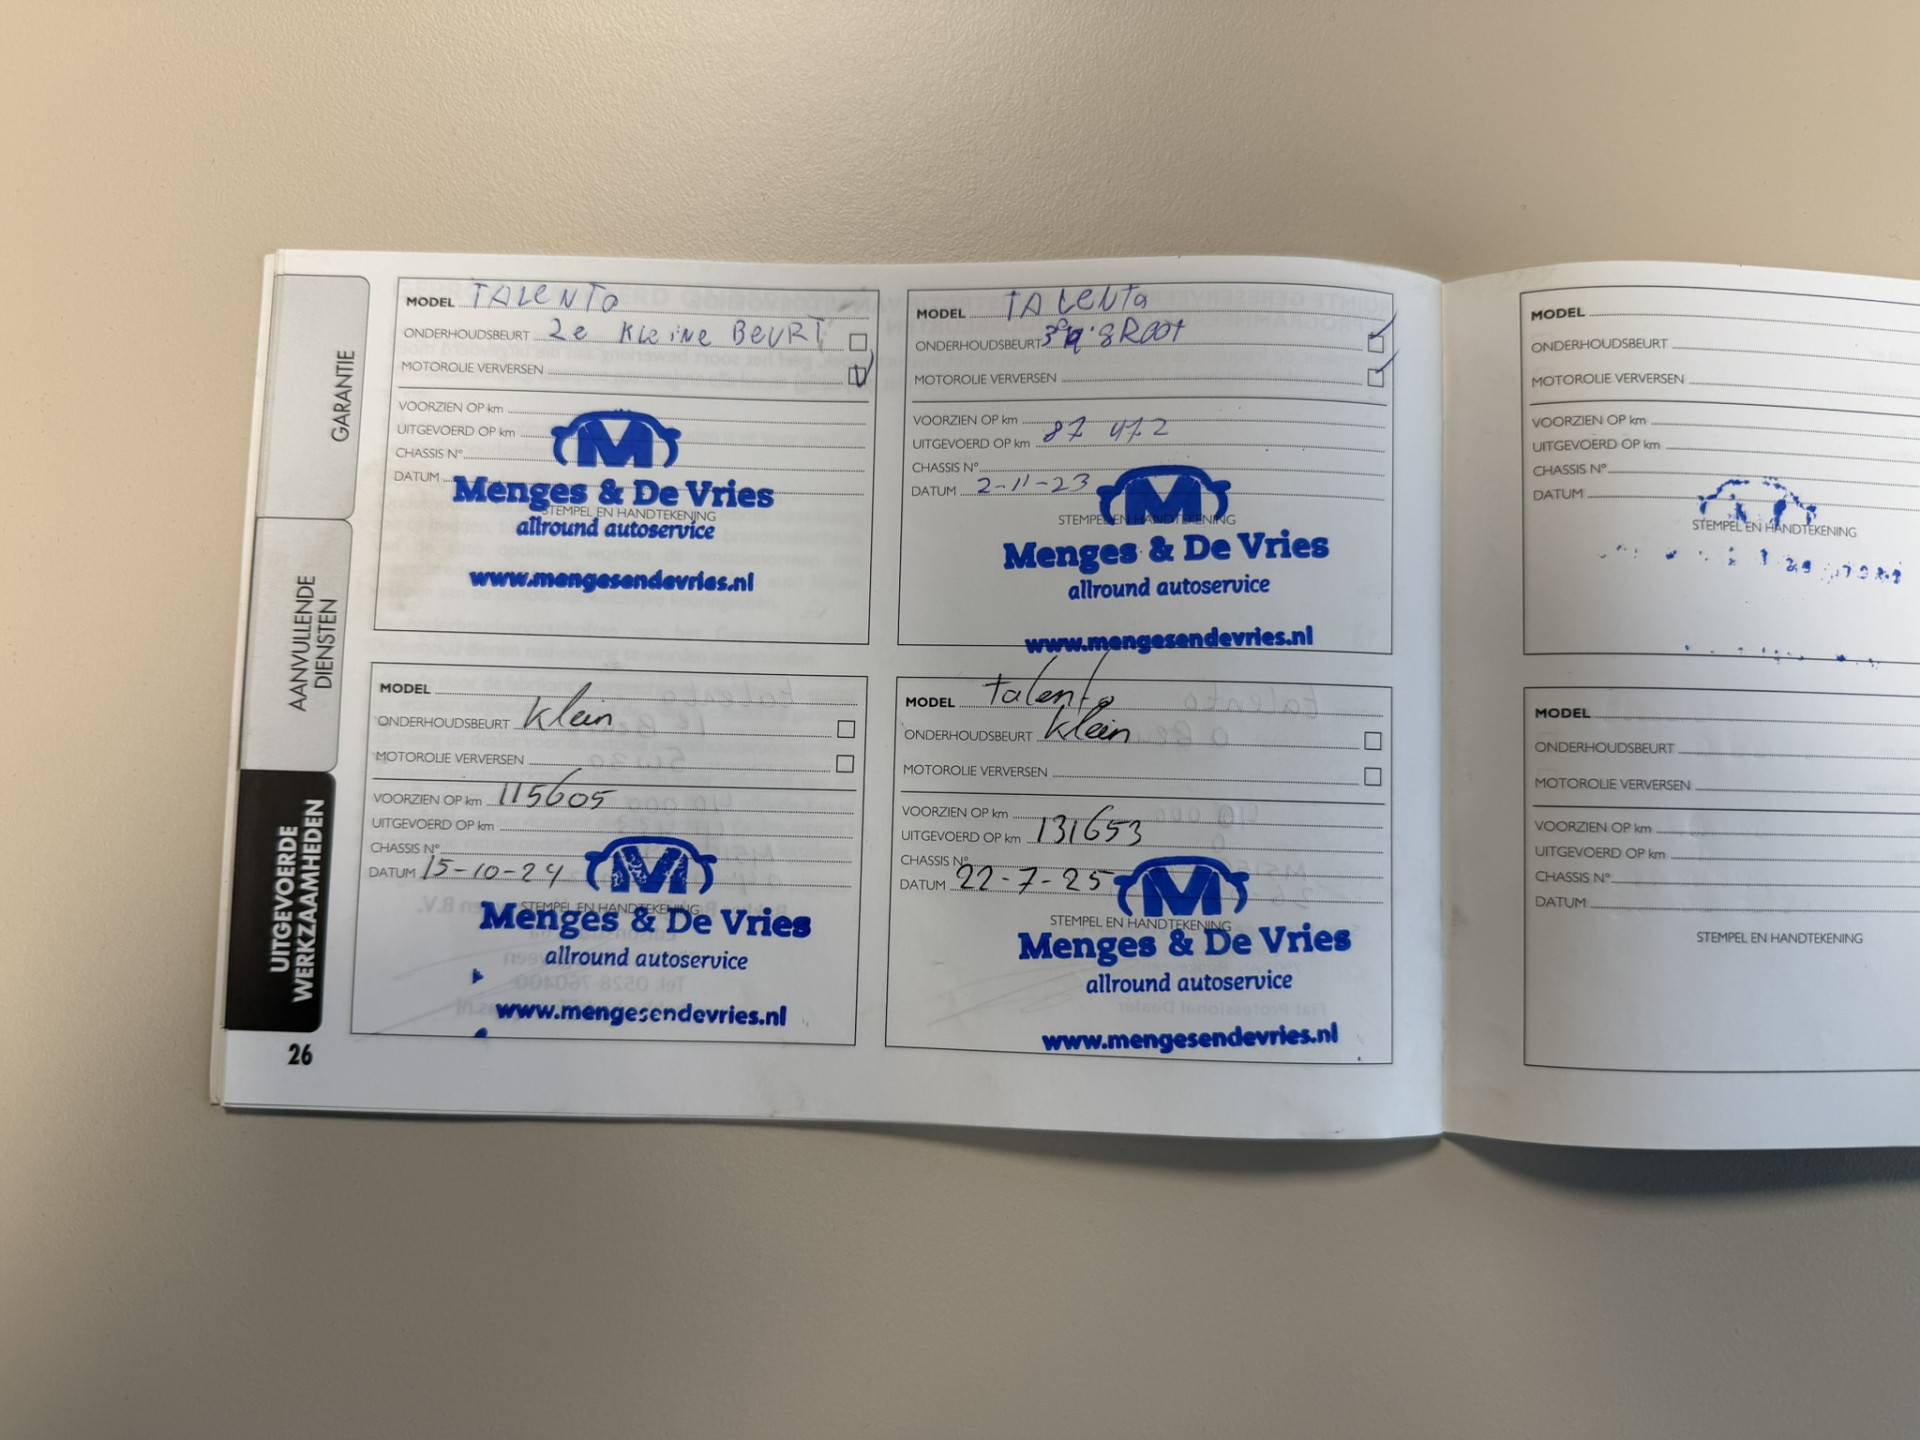 GARANTIE
AANVULLENDE
DIENSTEN
UITGEVOERDE
WERKZAAMHEDEN
26
MODEL TALENTO
ONDERHOUDSBEURT 2e KLEINE BEURT
MOTOROLIE VERVERSEN
VOORZIEN OP km
UITGEVOERD OP km
CHASSIS N°
DATUM
M
Menges & De Vries
STEMPEL EN HANDTEKENING
allround autoservice
www.mengesendevries.nl
MODEL TALENTO
ONDERHOUDSBEURT GROOT
MOTOROLIE VERVERSEN
VOORZIEN OP km
UITGEVOERD OP km 87 472
CHASSIS N°
DATUM 2-11-23
M
STEMPEL EN HANDTEKENING
Menges & De Vries
allround autoservice
www.mengesendevries.nl
MODEL
ONDERHOUDSBEURT klein
MOTOROLIE VERVERSEN
VOORZIEN OP km 115605
UITGEVOERD OP km
CHASSIS N°
DATUM 15-10-24
M
STEMPEL EN HANDTEKENING
Menges & De Vries
allround autoservice
www.mengesendevries.nl
MODEL talento
ONDERHOUDSBEURT klein
MOTOROLIE VERVERSEN
VOORZIEN OP km
UITGEVOERD OP km 131653
CHASSIS N°
DATUM 22-7-25
M
STEMPEL EN HANDTEKENING
Menges & De Vries
allround autoservice
www.mengesendevries.nl
MODEL
ONDERHOUDSBEURT
MOTOROLIE VERVERSEN
VOORZIEN OP km
UITGEVOERD OP km
CHASSIS N°
DATUM
STEMPEL EN HANDTEKENING
MODEL
ONDERHOUDSBEURT
MOTOROLIE VERVERSEN
VOORZIEN OP km
UITGEVOERD OP km
CHASSIS N°
DATUM
STEMPEL EN HANDTEKENING